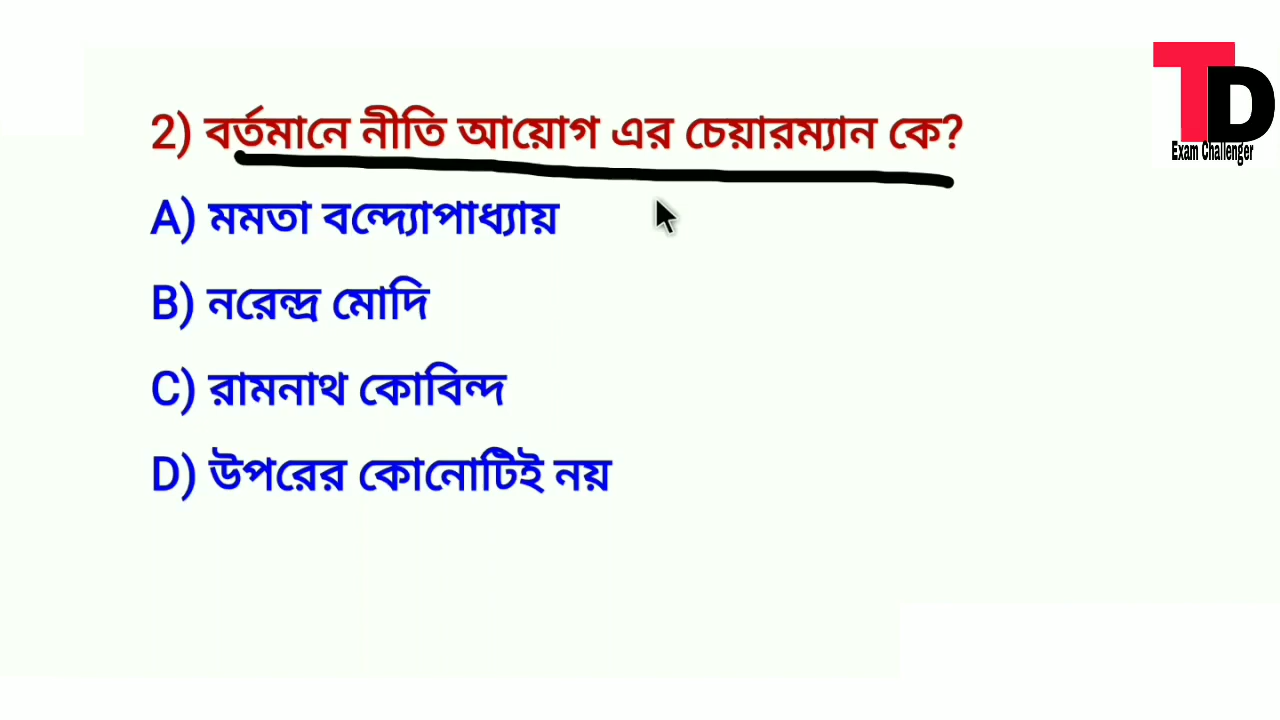 2) বর্তমানে নীতি আয়োগ এর চেয়ারম্যান কে?
A) মমতা বন্দ্যোপাধ্যায়
B) নরেন্দ্র মোদি
C) রামনাথ কোবিন্দ
D) উপরের কোনোটিই নয়
TD
Exam Challenger